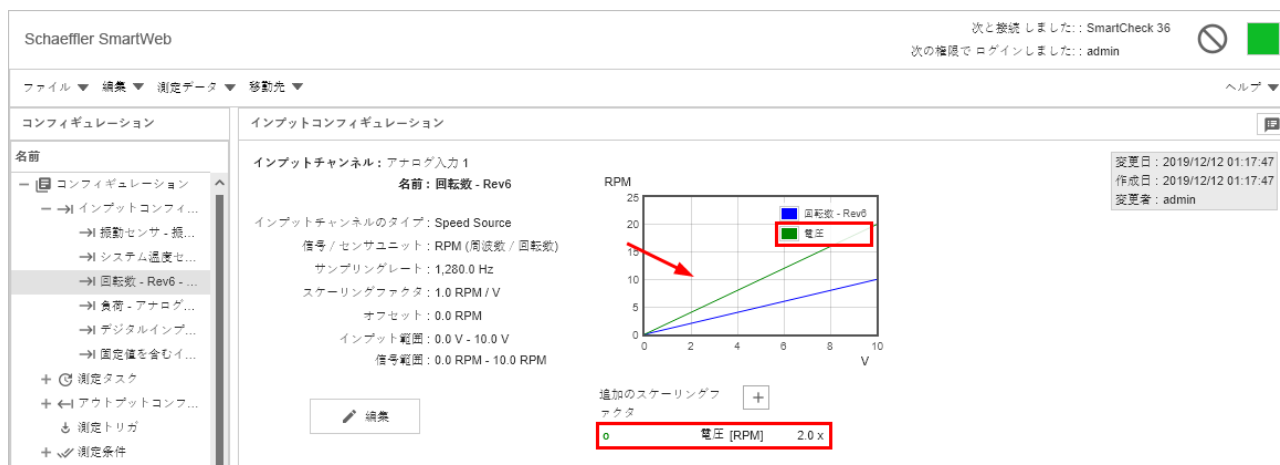 Schaeffler SmartWeb
次と接続 しました: : SmartCheck 36
次の権限で ログインしました: : admin
ファイル ▼ 編集 ▼ 測定データ ▼ 移動先 ▼
ヘルプ ▼
コンフィギュレーション
インプットコンフィギュレーション
名前
コンフィギュレーション
インプットコンフィ...
振動センサ - 振...
システム温度セ...
回転数 - Rev6 - ...
負荷 - アナログ...
デジタルインプ...
固定値を含むイ...
測定タスク
アウトプットコンフ...
測定トリガ
測定条件
インプットチャンネル : アナログ入力 1
名前 : 回転数 - Rev6
インプットチャンネルのタイプ : Speed Source
信号 / センサユニット : RPM (周波数 / 回転数)
サンプリングレート : 1,280.0 Hz
スケーリングファクタ : 1.0 RPM / V
オフセット : 0.0 RPM
インプット範囲 : 0.0 V - 10.0 V
信号範囲 : 0.0 RPM - 10.0 RPM
編集
RPM
25
20
15
10
5
0
0 2 4 6 8 10
V
回転数 - Rev6
電圧
追加のスケーリングフ
ァクタ
o 電圧 [RPM] 2.0 x
変更日 : 2019/12/12 01:17:47
作成日 : 2019/12/12 01:17:47
変更者 : admin